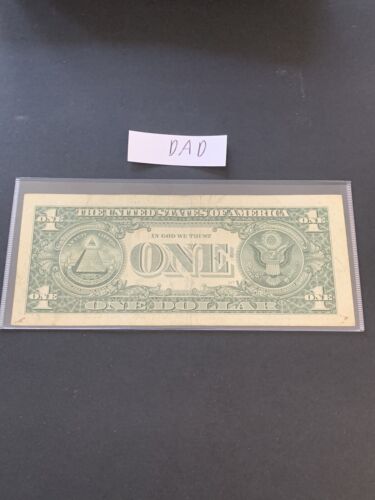 DAD
THE UNITED STATES OF AMERICA
1 1
ONE ONE
IN GOD WE TRUST
ONE
ONE ONE
1 1
ONE DOLLAR